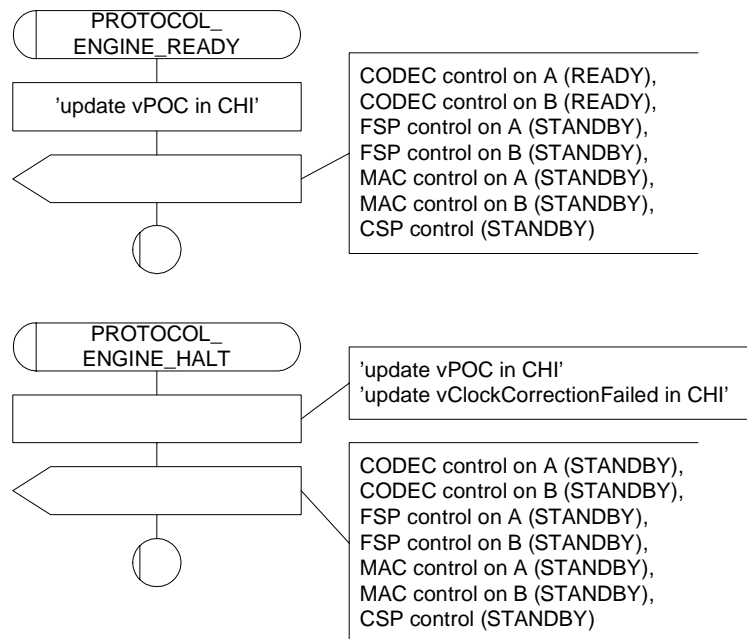 PROTOCOL_
ENGINE_READY
’update vPOC in CHI’
CODEC control on A (READY),
CODEC control on B (READY),
FSP control on A (STANDBY),
FSP control on B (STANDBY),
MAC control on A (STANDBY),
MAC control on B (STANDBY),
CSP control (STANDBY)
PROTOCOL_
ENGINE_HALT
’update vPOC in CHI’
’update vClockCorrectionFailed in CHI’
CODEC control on A (STANDBY),
CODEC control on B (STANDBY),
FSP control on A (STANDBY),
FSP control on B (STANDBY),
MAC control on A (STANDBY),
MAC control on B (STANDBY),
CSP control (STANDBY)